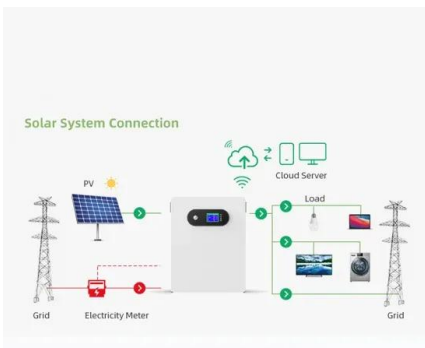 Solar System Connection
PV
Cloud Server
Load
Grid
Electricity Meter
Grid